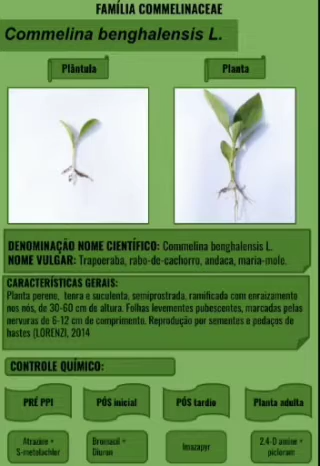 FAMÍLIA COMMELINACEAE
Commelina benghalensis L.
Plântula
Planta
DENOMINAÇÃO NOME CIENTÍFICO: Commelina benghalensis L.
NOME VULGAR: Trapoeraba, rabo-de-cachorro, andaca, maria-mole.
CARACTERÍSTICAS GERAIS:
Planta perene, tenra e suculenta, semiprostrada, ramificada com enraizamento
nos nós, de 30-60 cm de altura. Folhas levementes pubescentes, marcadas pelas
nervuras de 6-12 cm de comprimento. Reprodução por sementes e pedaços de
hastes (LORENZI, 2014
CONTROLE QUÍMICO:
PRÉ PPI
PÓS inicial
PÓS tardio
Planta adulta
Atrazine +
S-metolachlor
Bromacil +
Diuron
Imazapyr
2,4-D amine +
picloram